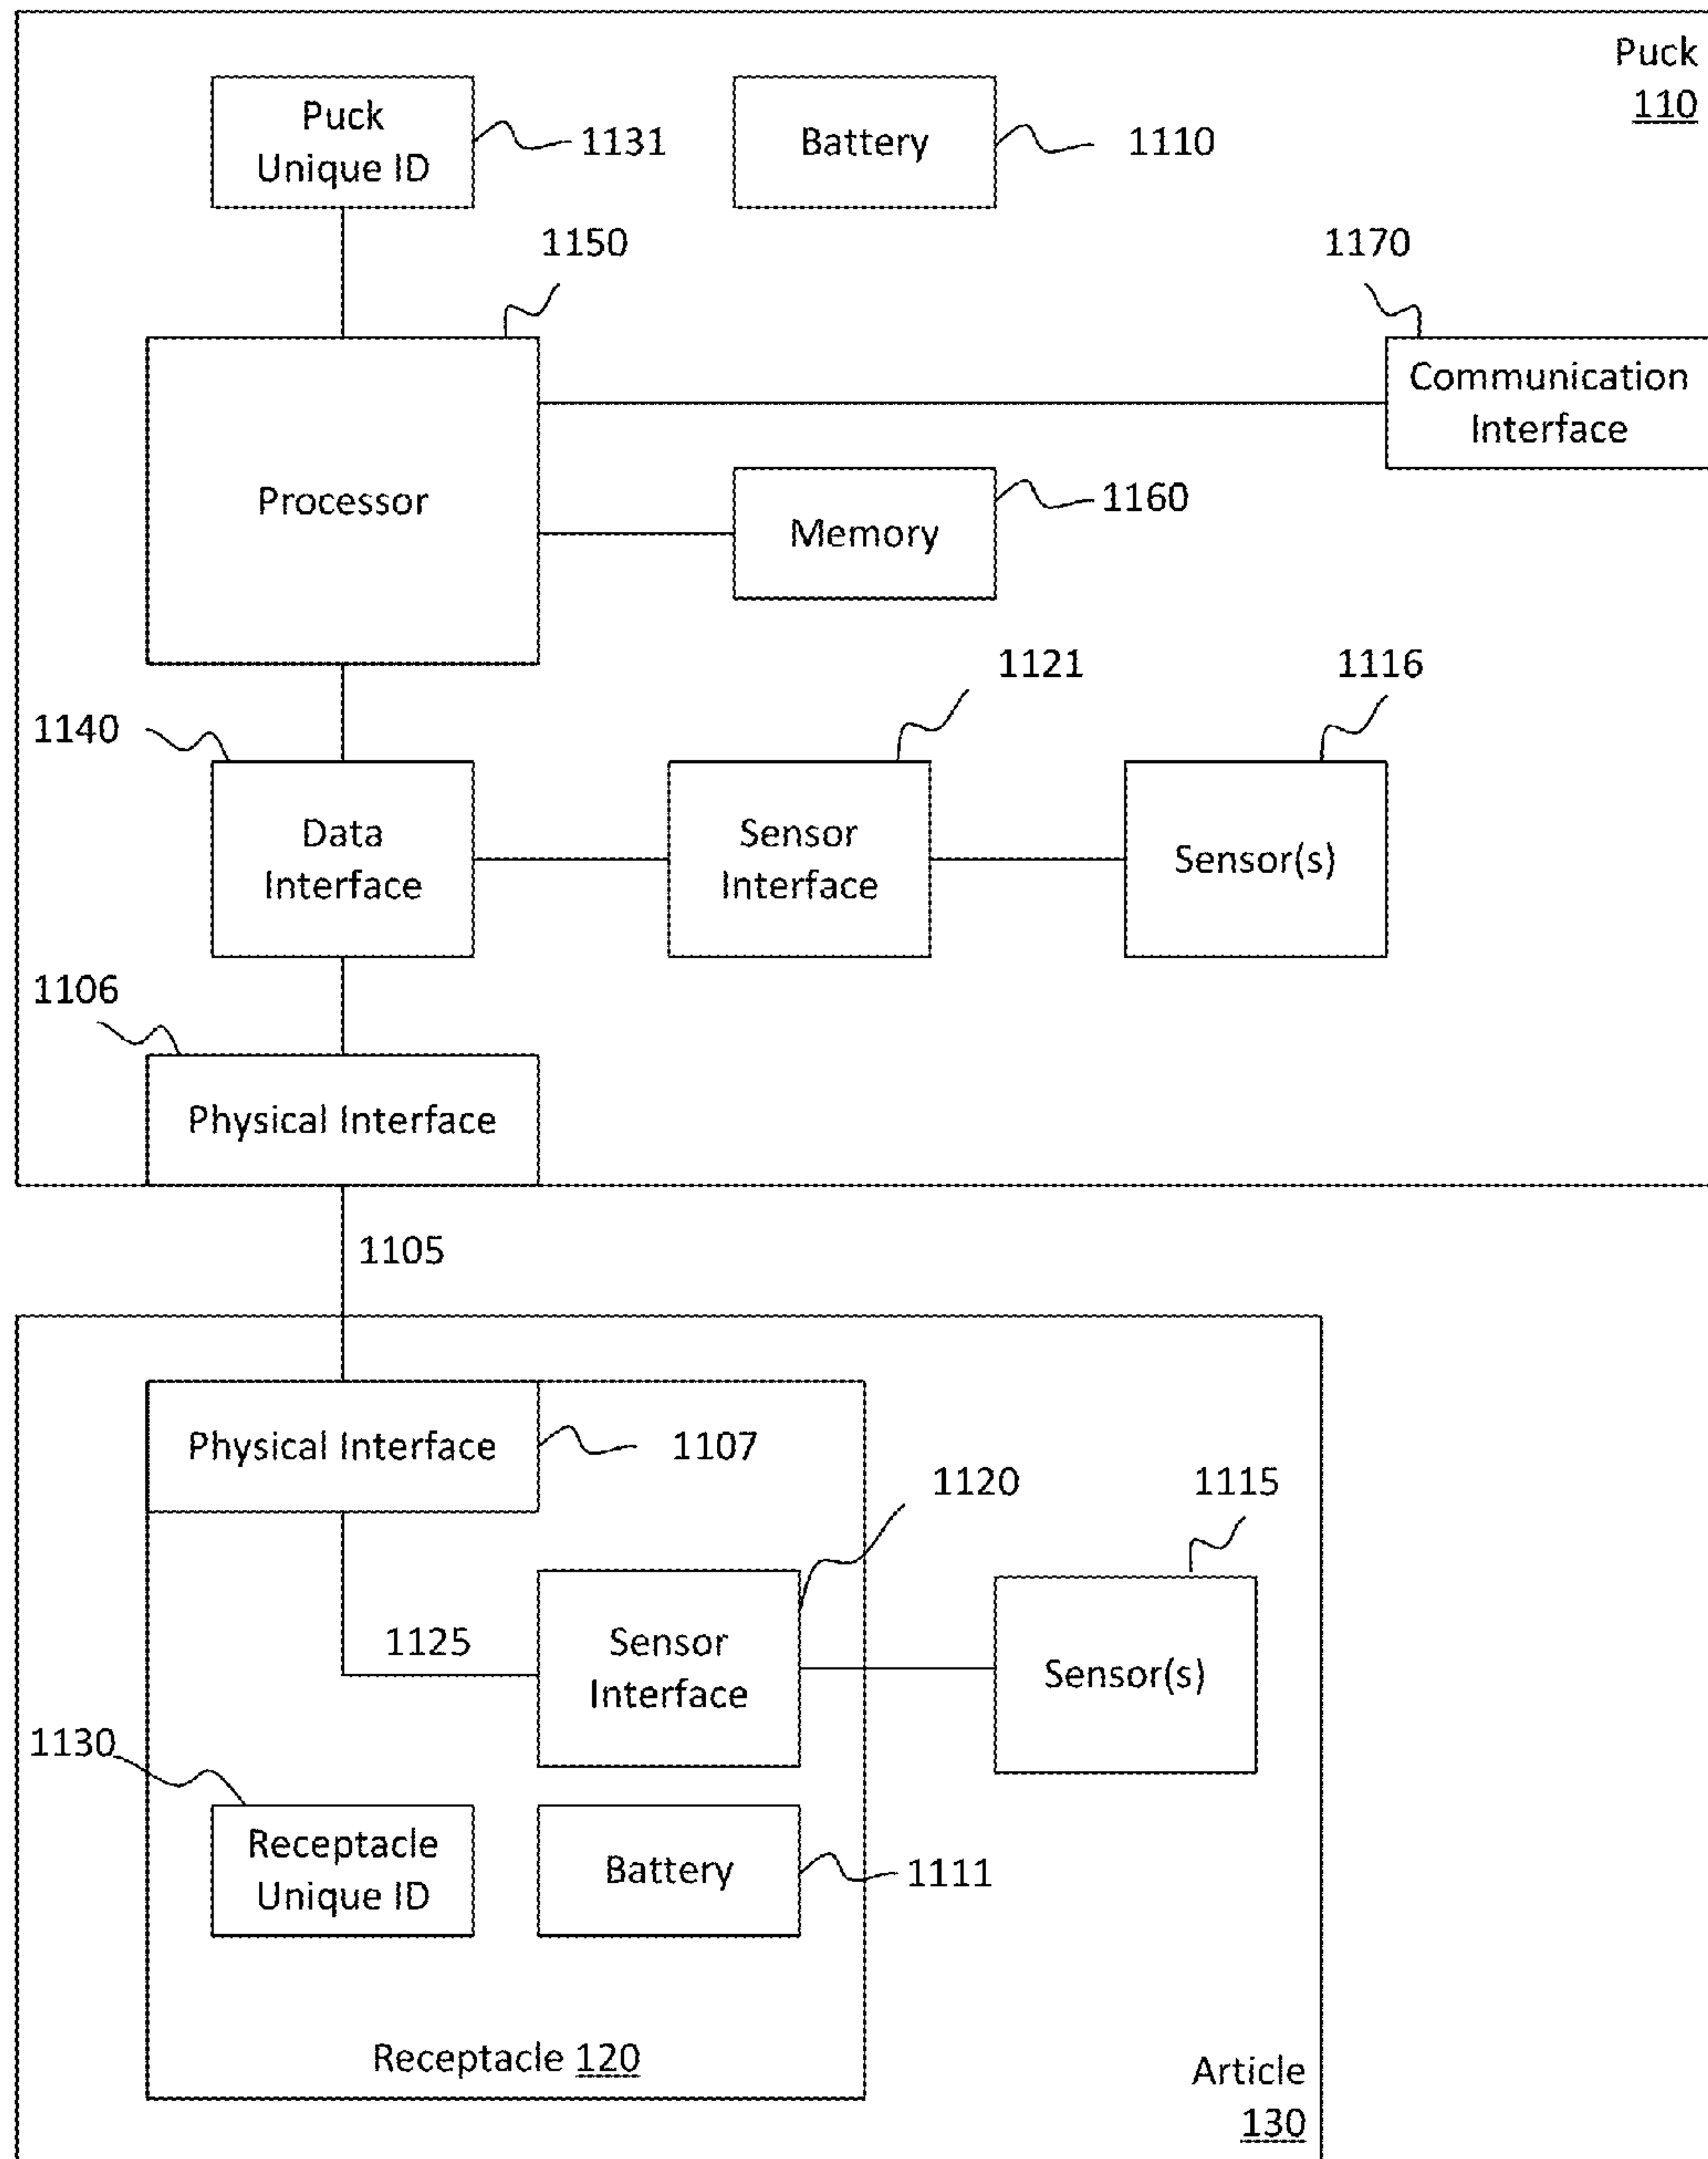 Puck
110
Puck
Unique ID
1131
Battery
1110
1150
1170
Processor
Communication
Interface
Memory
1160
1121
1116
1140
Data
Interface
Sensor
Interface
Sensor(s)
1106
Physical Interface
1105
Physical Interface
1107
1120
1115
1125
Sensor
Interface
Sensor(s)
1130
Receptacle
Unique ID
Battery
1111
Receptacle 120
Article
130